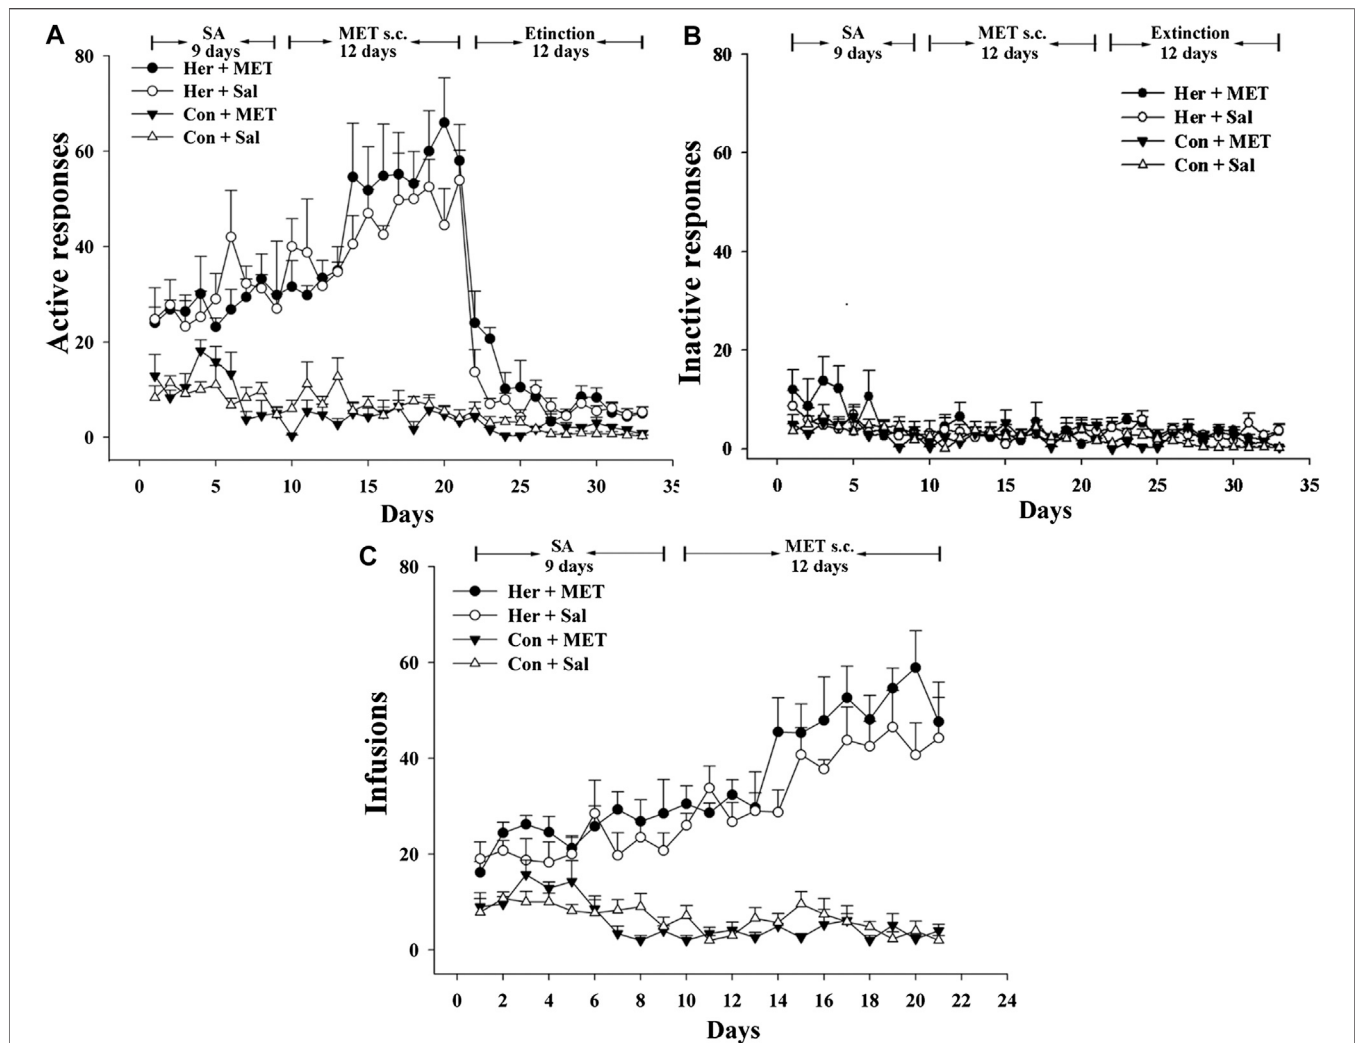 A
SA
9 days
MET s.c.
12 days
Etinction
12 days
Her + MET
Her + Sal
Con + MET
Con + Sal
Active responses
80
60
40
20
0
0 5 10 15 20 25 30 35
Days
B
SA
9 days
MET s.c.
12 days
Extinction
12 days
Her + MET
Her + Sal
Con + MET
Con + Sal
Inactive responses
80
60
40
20
0
0 5 10 15 20 25 30 35
Days
C
SA
9 days
MET s.c.
12 days
Her + MET
Her + Sal
Con + MET
Con + Sal
Infusions
80
60
40
20
0
0 2 4 6 8 10 12 14 16 18 20 22 24
Days